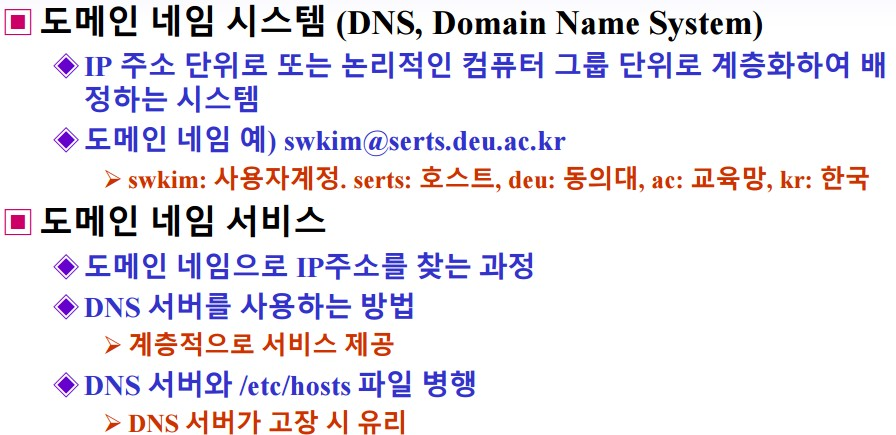 도메인 네임 시스템 (DNS, Domain Name System)
IP 주소 단위로 또는 논리적인 컴퓨터 그룹 단위로 계층화하여 배
정하는 시스템
도메인 네임 예) swkim@serts.deu.ac.kr
swkim: 사용자계정. serts: 호스트, deu: 동의대, ac: 교육망, kr: 한국
도메인 네임 서비스
도메인 네임으로 IP주소를 찾는 과정
DNS 서버를 사용하는 방법
계층적으로 서비스 제공
DNS 서버와 /etc/hosts 파일 병행
DNS 서버가 고장 시 유리